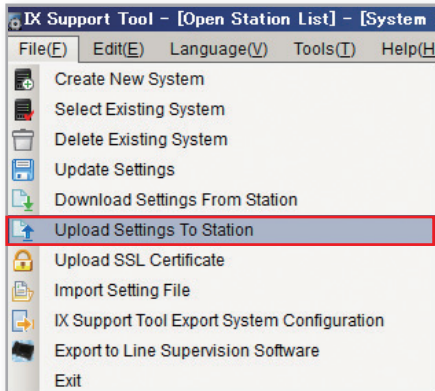 IX Support Tool - [Open Station List] - [System
File(F) Edit(E) Language(V) Tools(T) Help(H
Create New System
Select Existing System
Delete Existing System
Update Settings
Download Settings From Station
Upload Settings To Station
Upload SSL Certificate
Import Setting File
IX Support Tool Export System Configuration
Export to Line Supervision Software
Exit